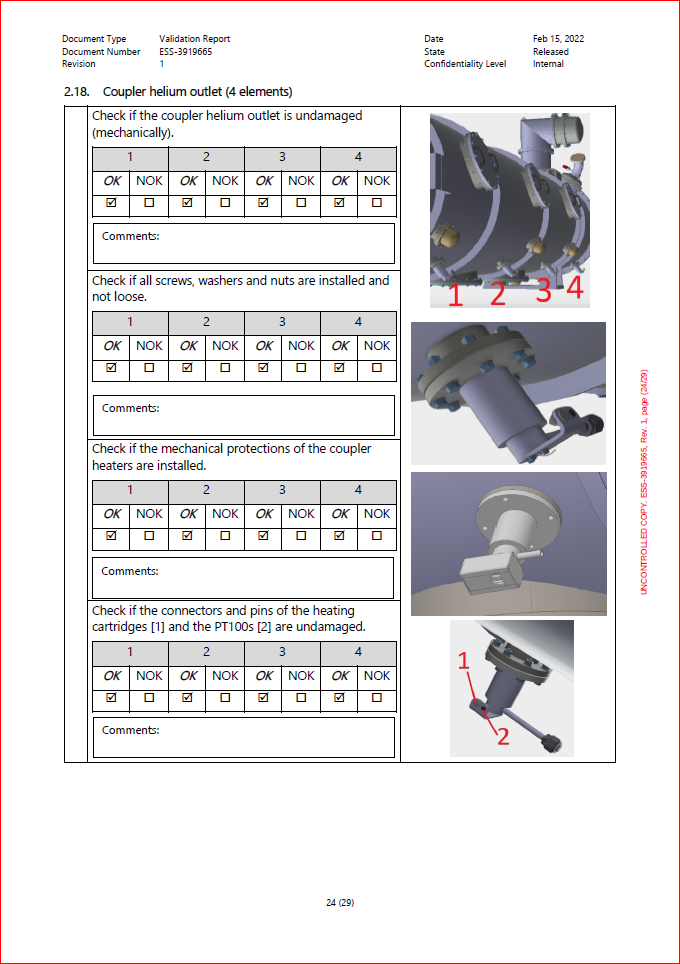 Document Type Validation Report Date Feb 15, 2022
Document Number ESS-3919665 State Released
Revision 1 Confidentiality Level Internal
2.18. Coupler helium outlet (4 elements)
Check if the coupler helium outlet is undamaged
(mechanically).
1 2 3 4
OK NOK OK NOK OK NOK OK NOK
☑ ☐ ☑ ☐ ☑ ☐ ☑ ☐
Comments:
1 2 3 4
Check if all screws, washers and nuts are installed and
not loose.
1 2 3 4
OK NOK OK NOK OK NOK OK NOK
☑ ☐ ☑ ☐ ☑ ☐ ☑ ☐
Comments:
Check if the mechanical protections of the coupler
heaters are installed.
1 2 3 4
OK NOK OK NOK OK NOK OK NOK
☑ ☐ ☑ ☐ ☑ ☐ ☑ ☐
Comments:
Check if the connectors and pins of the heating
cartridges [1] and the PT100s [2] are undamaged.
1 2 3 4
OK NOK OK NOK OK NOK OK NOK
☑ ☐ ☑ ☐ ☑ ☐ ☑ ☐
Comments:
1
2
UNCONTROLLED COPY. ESS-3919665, Rev. 1, page (24/29)
24 (29)